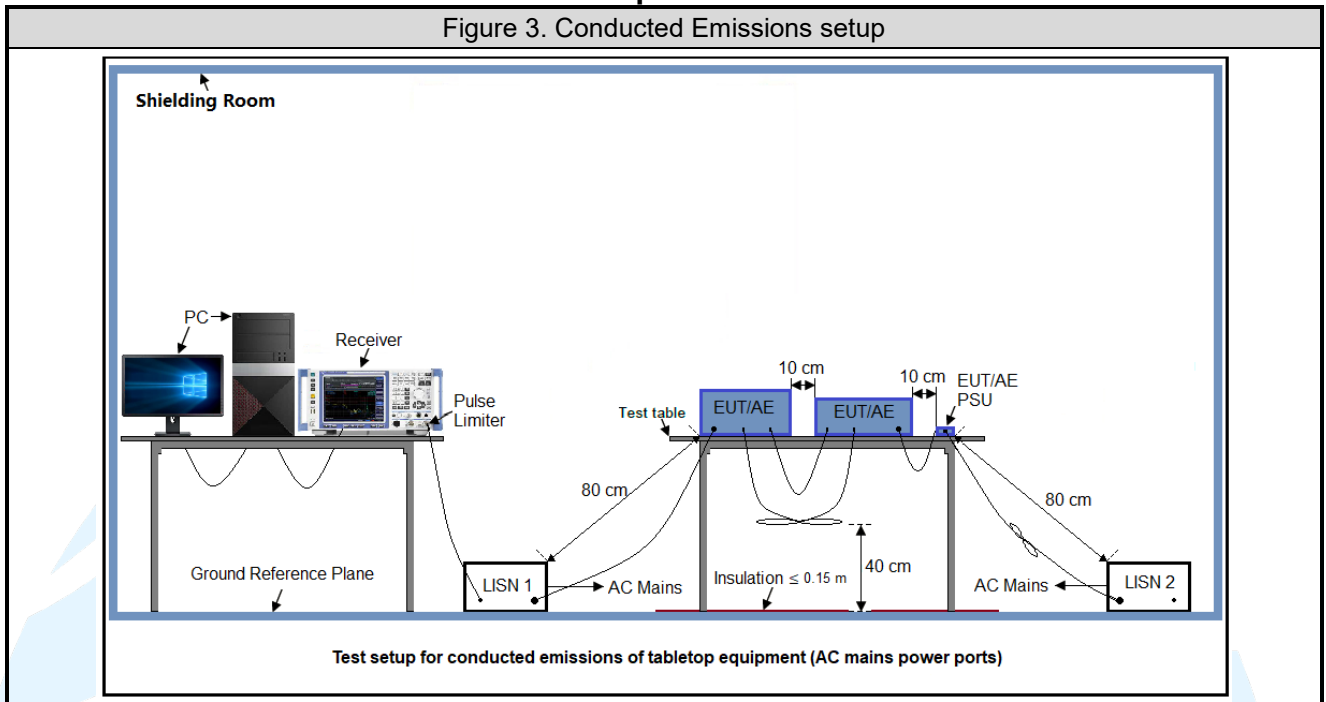 Figure 3. Conducted Emissions setup
Shielding Room
PC
Receiver
Pulse
Limiter
10 cm
10 cm
EUT/AE
PSU
Test table
EUT/AE
EUT/AE
80 cm
80 cm
40 cm
Ground Reference Plane
LISN 1
AC Mains
Insulation ≤ 0.15 m
AC Mains
LISN 2
Test setup for conducted emissions of tabletop equipment (AC mains power ports)